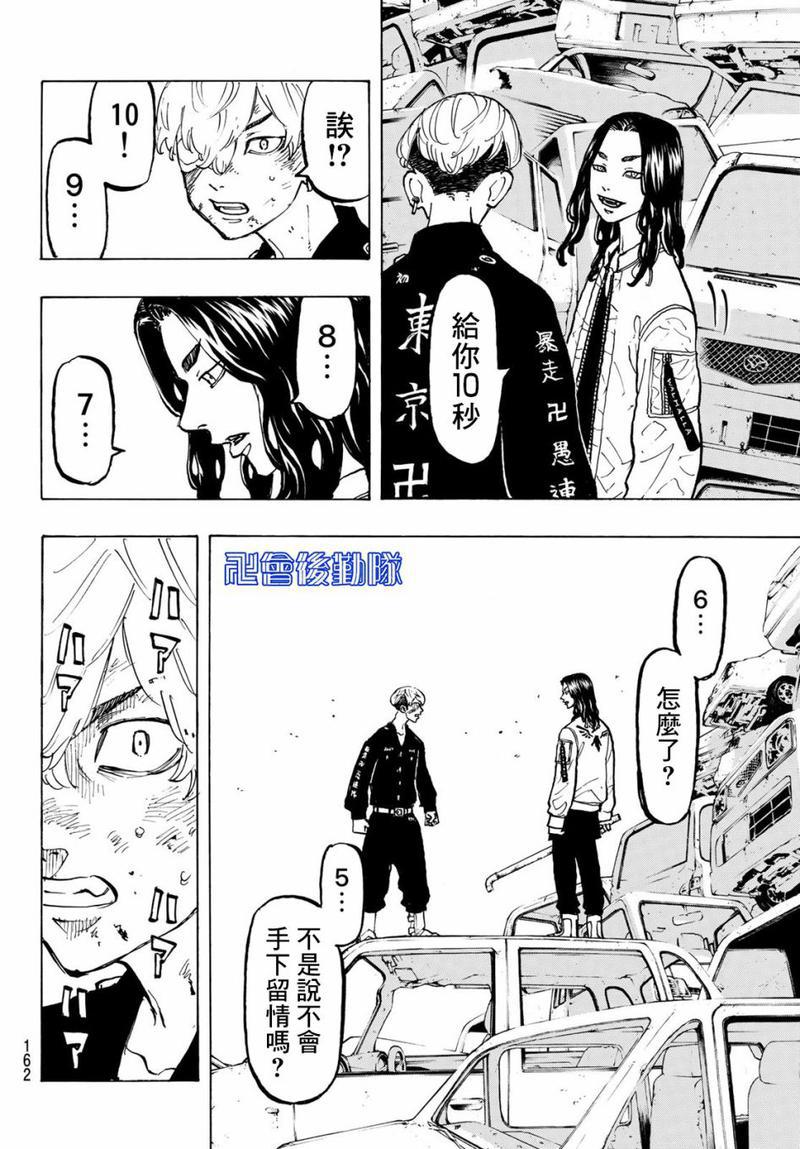 給你10秒
初
東京卍
暴走卍愚連
誒!?
10!
9…
8…
7…
6…
怎麼了?
5…
不是說不會
手下留情嗎?
卍會後勤隊
ハァ
ハァ
ハァ
ハァ
162